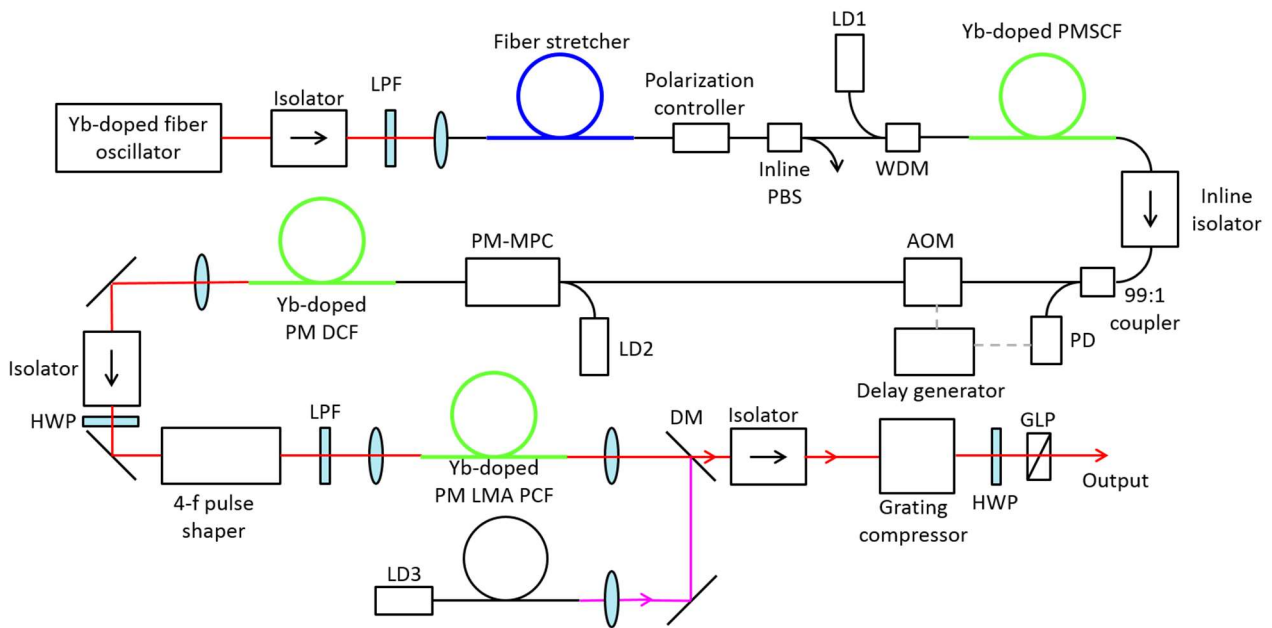 LD1
Yb-doped PMSCF
Fiber stretcher
LPF
Polarization
controller
Isolator
Yb-doped fiber
oscillator
Inline
PBS
WDM
Inline
isolator
PM-MPC
AOM
Yb-doped
PM DCF
99:1
coupler
LD2
PD
Isolator
Delay generator
HWP
LPF
DM
Isolator
GLP
Yb-doped
PM LMA PCF
4-f pulse
shaper
Grating
compressor
HWP
Output
LD3